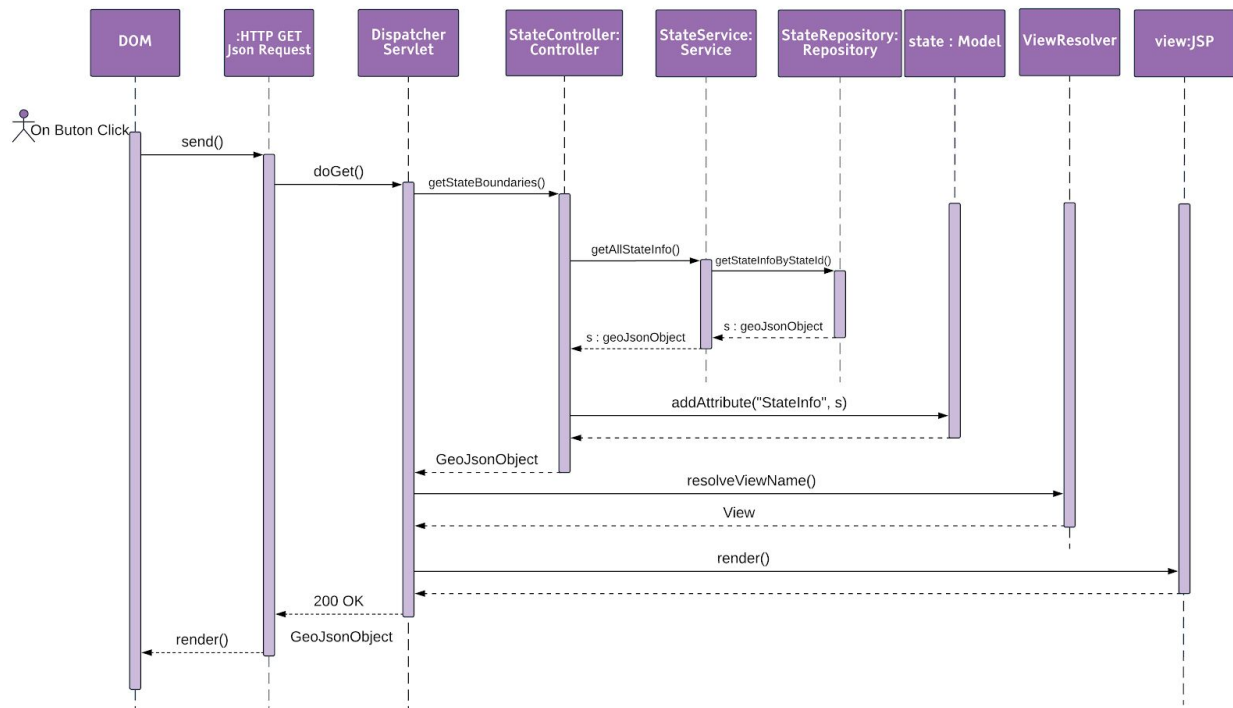 DOM
:HTTP GET
Json Request
Dispatcher
Servlet
StateController:
Controller
StateService:
Service
StateRepository:
Repository
state : Model
ViewResolver
view:JSP
On Buton Click
send()
doGet()
getStateBoundaries()
getAllStateInfo()
getStateInfoByStateId()
s : geoJsonObject
s : geoJsonObject
addAttribute("StateInfo", s)
GeoJsonObject
resolveViewName()
View
render()
200 OK
GeoJsonObject
render()